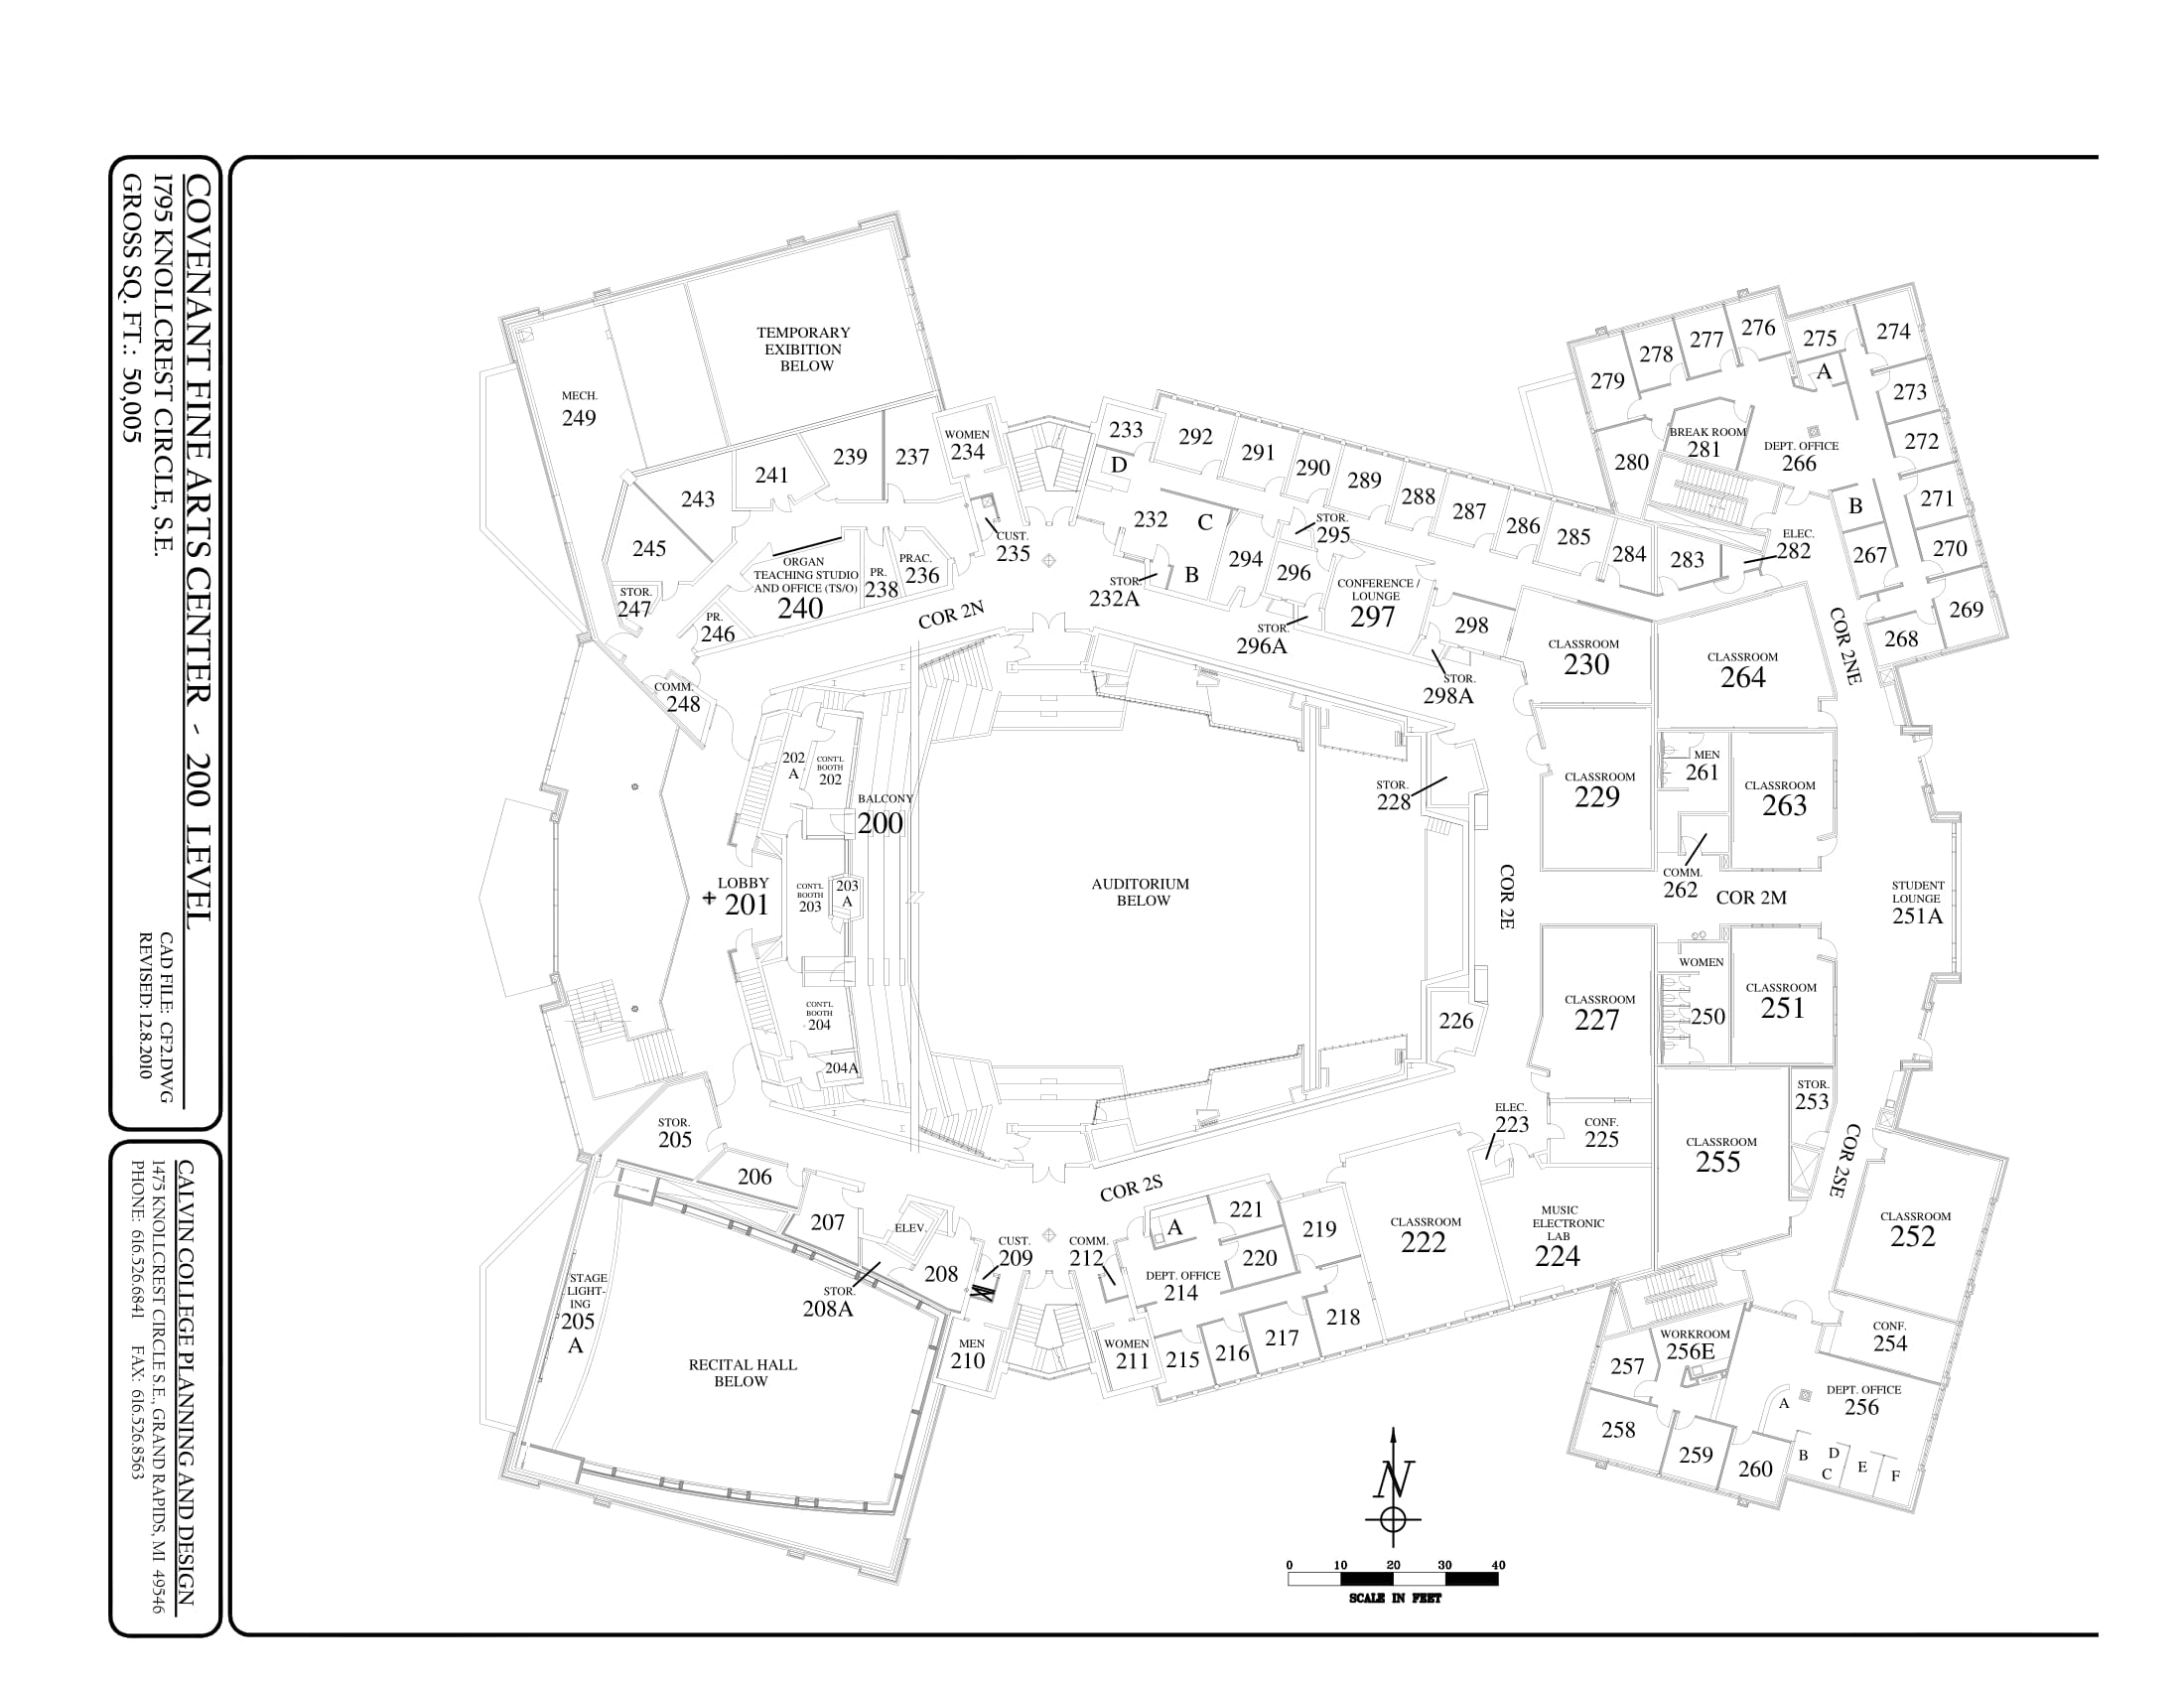 COVENANT FINE ARTS CENTER - 200 LEVEL
1795 KNOLLCREST CIRCLE, S.E.
GROSS SQ. FT.: 50,005
CAD FILE: CF2.DWG
REVISED: 12.8.2010
CALVIN COLLEGE PLANNING AND DESIGN
1475 KNOLLCREST CIRCLE S.E., GRAND RAPIDS, MI 49546
PHONE: 616.526.6841 FAX: 616.526.8563
TEMPORARY
EXIBITION
BELOW
MECH.
249
239
237
WOMEN
234
241
243
245
STOR.
247
ORGAN
TEACHING STUDIO
AND OFFICE (TS/O)
240
PR.
238
PRAC.
236
CUST.
235
PR.
246
COR 2N
COMM.
248
233
D
292
291
290
289
288
287
286
285
284
283
232
C
B
STOR.
232A
294
STOR.
295
296
STOR.
296A
CONFERENCE /
LOUNGE
297
298
STOR.
298A
279
278
277
276
275
274
A
273
BREAK ROOM
281
DEPT. OFFICE
266
272
280
B
271
ELEC.
282
267
270
269
268
COR 2NE
CLASSROOM
230
CLASSROOM
264
CLASSROOM
229
MEN
261
CLASSROOM
263
COMM.
262
COR 2M
STUDENT
LOUNGE
251A
STOR.
228
202
A
CONT'L
BOOTH
202
BALCONY
200
LOBBY
+ 201
CONT'L
BOOTH
203
203
A
CONT'L
BOOTH
204
204A
AUDITORIUM
BELOW
COR 2E
CLASSROOM
227
WOMEN
250
CLASSROOM
251
226
STOR.
253
ELEC.
223
CONF.
225
CLASSROOM
255
COR 2SE
STOR.
205
206
207
ELEV.
208
STOR.
208A
CUST.
209
COMM.
212
COR 2S
A
221
220
219
DEPT. OFFICE
214
CLASSROOM
222
MUSIC
ELECTRONIC
LAB
224
CLASSROOM
252
STAGE
LIGHT-
ING
205
A
RECITAL HALL
BELOW
MEN
210
WOMEN
211
215
216
217
218
WORKROOM
256E
257
258
259
260
CONF.
254
DEPT. OFFICE
256
A
B
D
C
E
F
N
0 10 20 30 40
SCALE IN FEET